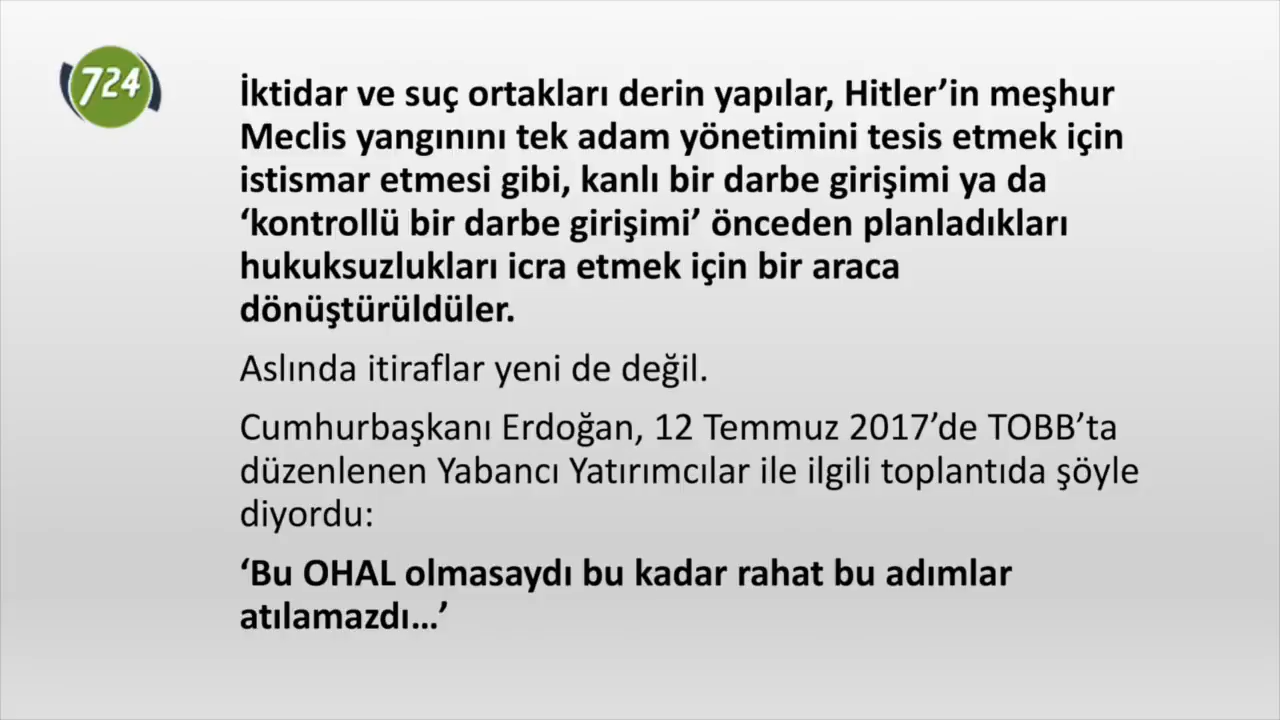 724
İktidar ve suç ortakları derin yapılar, Hitler’in meşhur
Meclis yangınını tek adam yönetimini tesis etmek için
istismar etmesi gibi, kanlı bir darbe girişimi ya da
‘kontrollü bir darbe girişimi’ önceden planladıkları
hukuksuzlukları icra etmek için bir araca
dönüştürüldüler.
Aslında itiraflar yeni de değil.
Cumhurbaşkanı Erdoğan, 12 Temmuz 2017’de TOBB’ta
düzenlenen Yabancı Yatırımcılar ile ilgili toplantıda şöyle
diyordu:
‘Bu OHAL olmasaydı bu kadar rahat bu adımlar
atılamazdı…’